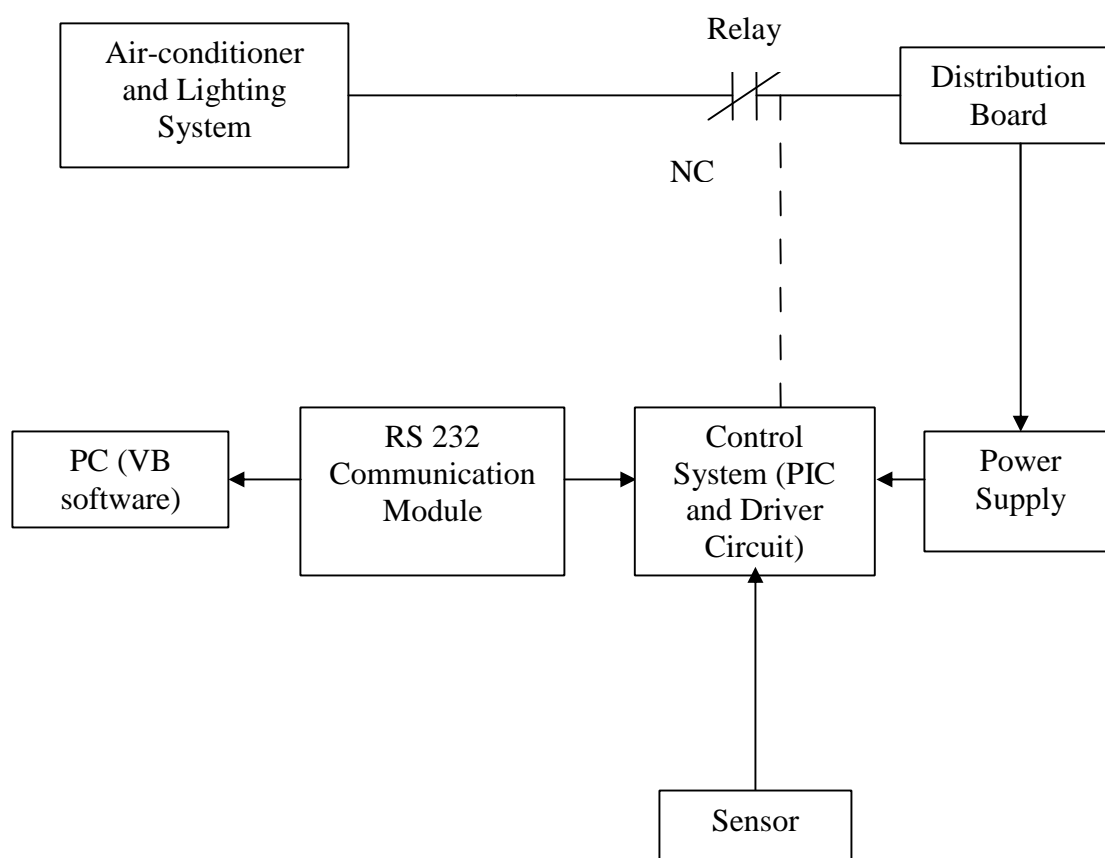 Relay
Air-conditioner
and Lighting
System
Distribution
Board
NC
PC (VB
software)
RS 232
Communication
Module
Control
System (PIC
and Driver
Circuit)
Power
Supply
Sensor